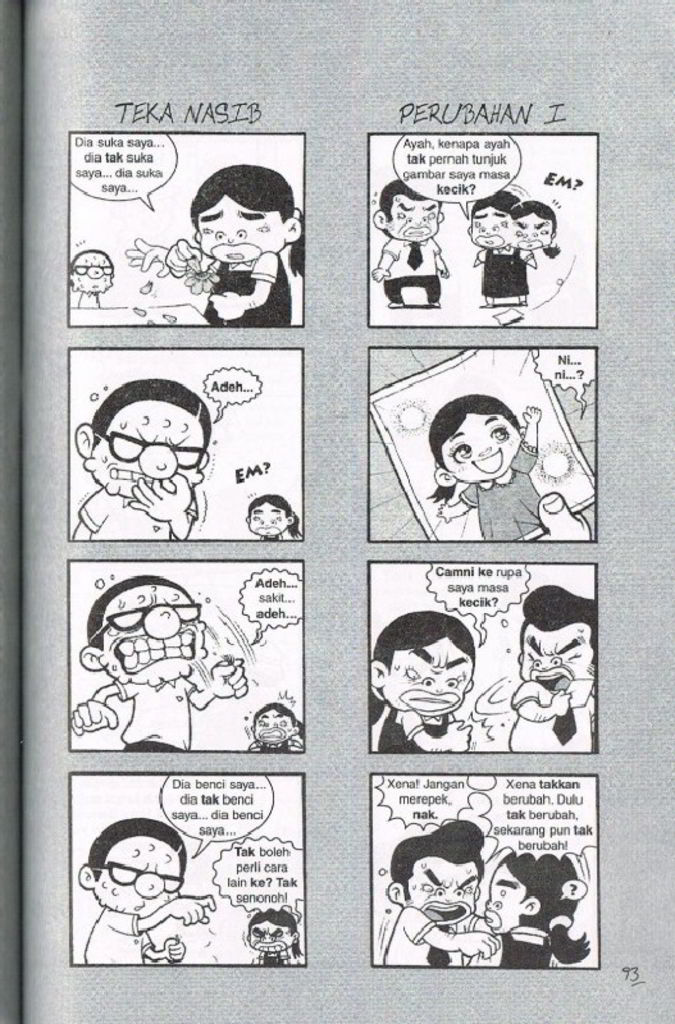 TEKA NASIB
Dia suka saya...
dia tak suka
saya... dia suka
saya...
Adeh...
EM?
Adeh...
sakit...
adeh...
Dia benci saya...
dia tak benci
saya... dia benci
saya...
Tak boleh
perli cara
lain ke? Tak
senonoh!
PERUBAHAN I
Ayah, kenapa ayah
tak pernah tunjuk
gambar saya masa
kecik?
EM?
Ni...
ni...?
Camni ke rupa
saya masa
kecik?
Xena! Jangan
merepek,
nak.
Xena takkan
berubah. Dulu
tak berubah,
sekarang pun tak
berubah!
?
93